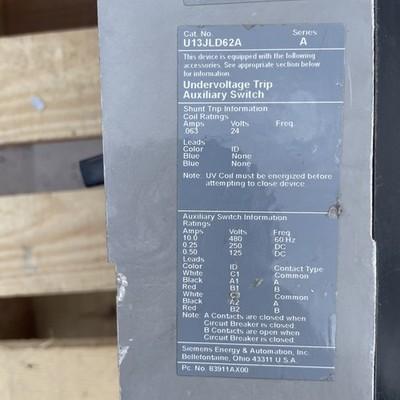 Cat. No. Series
U13JLD62A A
This device is equipped with the following
accessories. See appropriate section below
for information.
Undervoltage Trip
Auxiliary Switch
Shunt Trip Information
Coil Ratings
Amps Volts Freq.
.063 24
Leads
Color ID
Blue None
Blue None
Note: UV Coil must be energized before
attempting to close device.
Auxiliary Switch Information
Ratings
Amps Volts Freq.
10.0 480 60 Hz
0.25 250 DC
0.50 125 DC
Leads
Color ID Contact Type
White C1 Common
Black A1 A
Red B1 B
White C2 Common
Black A2 A
Red B2 B
Note: A Contacts are closed when
Circuit Breaker is closed.
B Contacts are open when
Circuit Breaker is closed.
Siemens Energy & Automation, Inc.
Bellefontaine, Ohio 43311 U.S.A.
Pc. No. 83911AX00